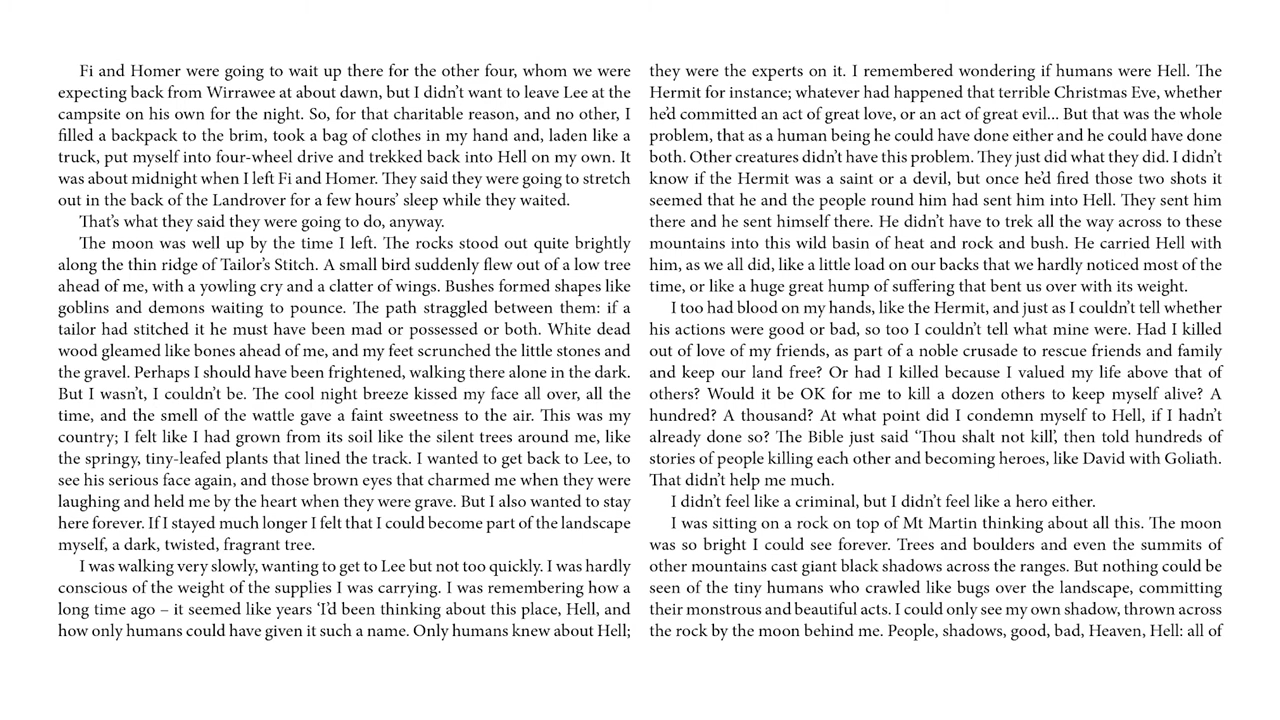 Fi and Homer were going to wait up there for the other four, whom we were
expecting back from Wirrawee at about dawn, but I didn’t want to leave Lee at the
campsite on his own for the night. So, for that charitable reason, and no other, I
filled a backpack to the brim, took a bag of clothes in my hand and, laden like a
truck, put myself into four-wheel drive and trekked back into Hell on my own. It
was about midnight when I left Fi and Homer. They said they were going to stretch
out in the back of the Landrover for a few hours’ sleep while they waited.
That’s what they said they were going to do, anyway.
The moon was well up by the time I left. The rocks stood out quite brightly
along the thin ridge of Tailor’s Stitch. A small bird suddenly flew out of a low tree
ahead of me, with a yowling cry and a clatter of wings. Bushes formed shapes like
goblins and demons waiting to pounce. The path straggled between them: if a
tailor had stitched it he must have been mad or possessed or both. White dead
wood gleamed like bones ahead of me, and my feet scrunched the little stones and
the gravel. Perhaps I should have been frightened, walking there alone in the dark.
But I wasn’t, I couldn’t be. The cool night breeze kissed my face all over, all the
time, and the smell of the wattle gave a faint sweetness to the air. This was my
country; I felt like I had grown from its soil like the silent trees around me, like
the springy, tiny-leafed plants that lined the track. I wanted to get back to Lee, to
see his serious face again, and those brown eyes that charmed me when they were
laughing and held me by the heart when they were grave. But I also wanted to stay
here forever. If I stayed much longer I felt that I could become part of the landscape
myself, a dark, twisted, fragrant tree.
I was walking very slowly, wanting to get to Lee but not too quickly. I was hardly
conscious of the weight of the supplies I was carrying. I was remembering how a
long time ago – it seemed like years ‘I’d been thinking about this place, Hell, and
how only humans could have given it such a name. Only humans knew about Hell;
they were the experts on it. I remembered wondering if humans were Hell. The
Hermit for instance; whatever had happened that terrible Christmas Eve, whether
he’d committed an act of great love, or an act of great evil... But that was the whole
problem, that as a human being he could have done either and he could have done
both. Other creatures didn’t have this problem. They just did what they did. I didn’t
know if the Hermit was a saint or a devil, but once he’d fired those two shots it
seemed that he and the people round him had sent him into Hell. They sent him
there and he sent himself there. He didn’t have to trek all the way across to these
mountains into this wild basin of heat and rock and bush. He carried Hell with
him, as we all did, like a little load on our backs that we hardly noticed most of the
time, or like a huge great hump of suffering that bent us over with its weight.
I too had blood on my hands, like the Hermit, and just as I couldn’t tell whether
his actions were good or bad, so too I couldn’t tell what mine were. Had I killed
out of love of my friends, as part of a noble crusade to rescue friends and family
and keep our land free? Or had I killed because I valued my life above that of
others? Would it be OK for me to kill a dozen others to keep myself alive? A
hundred? A thousand? At what point did I condemn myself to Hell, if I hadn’t
already done so? The Bible just said ‘Thou shalt not kill’, then told hundreds of
stories of people killing each other and becoming heroes, like David with Goliath.
That didn’t help me much.
I didn’t feel like a criminal, but I didn’t feel like a hero either.
I was sitting on a rock on top of Mt Martin thinking about all this. The moon
was so bright I could see forever. Trees and boulders and even the summits of
other mountains cast giant black shadows across the ranges. But nothing could be
seen of the tiny humans who crawled like bugs over the landscape, committing
their monstrous and beautiful acts. I could only see my own shadow, thrown across
the rock by the moon behind me. People, shadows, good, bad, Heaven, Hell: all of